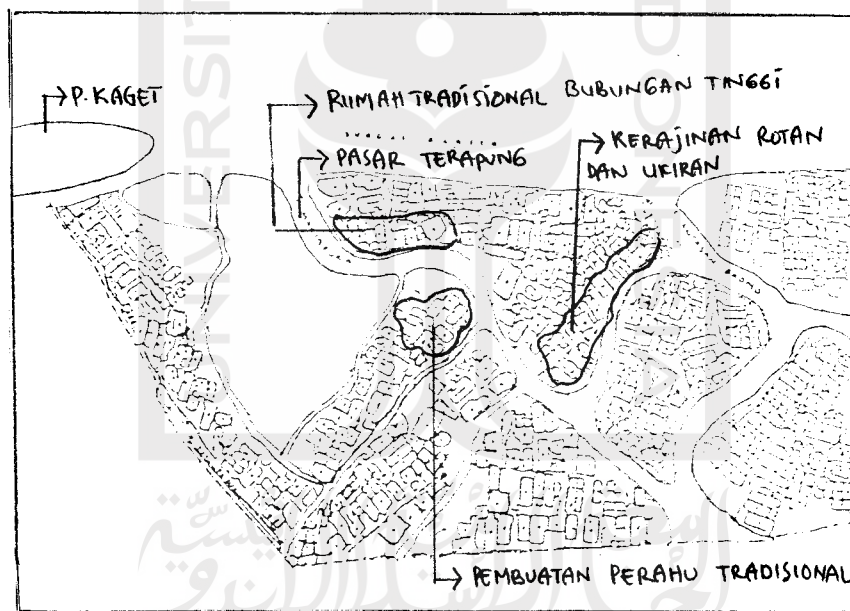 P. KAGET
RUMAH TRADISIONAL BUBUNGAN TINGGI
PASAR TERAPUNG
KERAJINAN ROTAN
DAN UKIRAN
PEMBUATAN PERAHU TRADISIONAL